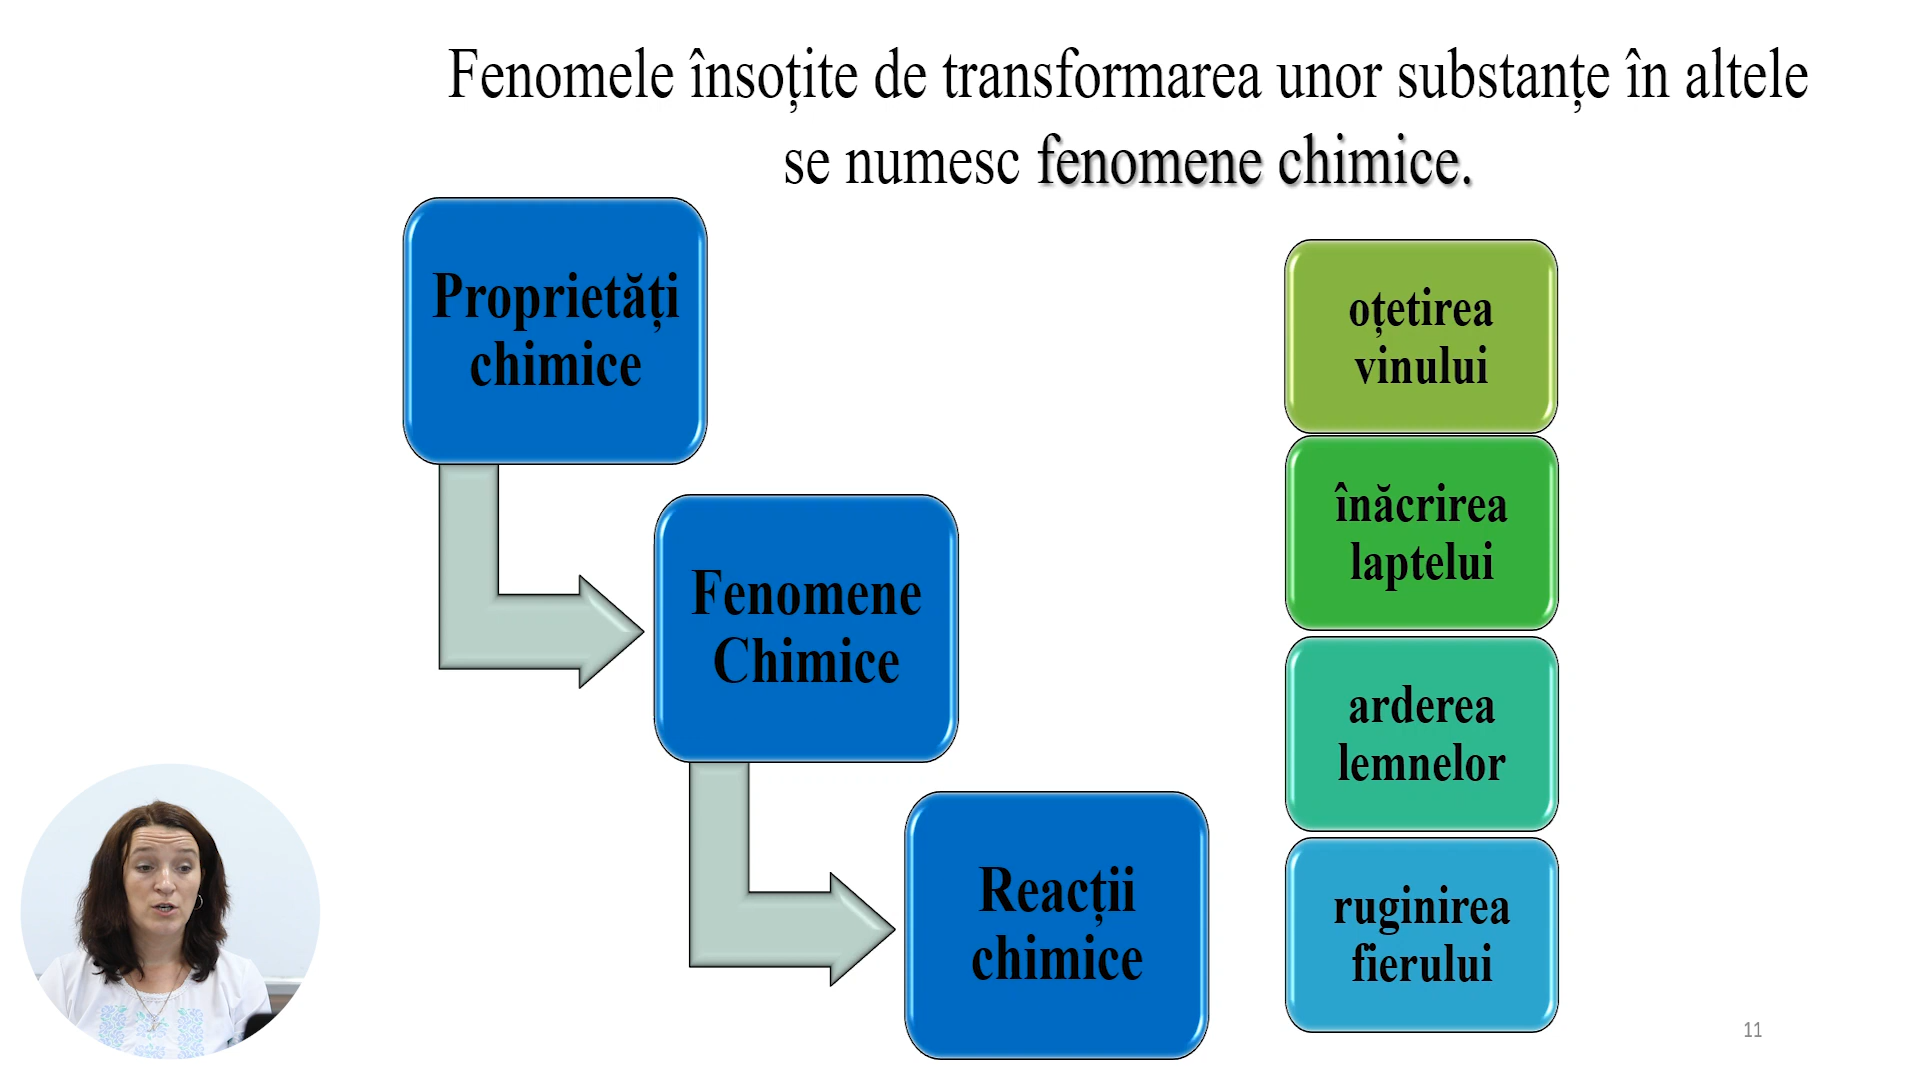 Fenomele însoțite de transformarea unor substanțe în altele
se numesc fenomene chimice.
Proprietăți
chimice
Fenomene
Chimice
Reacții
chimice
oțetirea
vinului
înăcrirea
laptelui
arderea
lemnelor
ruginirea
fierului
11